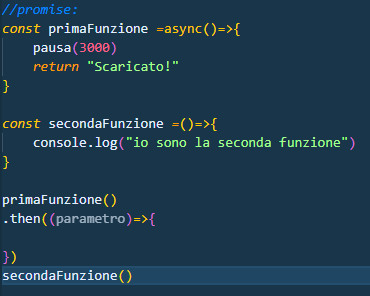 //promise:
const primaFunzione =async()=>{
    pausa(3000)
    return "Scaricato!"
}

const secondaFunzione =()=>{
    console.log("io sono la seconda funzione")
}

primaFunzione()
.then((parametro)=>{

})
secondaFunzione()